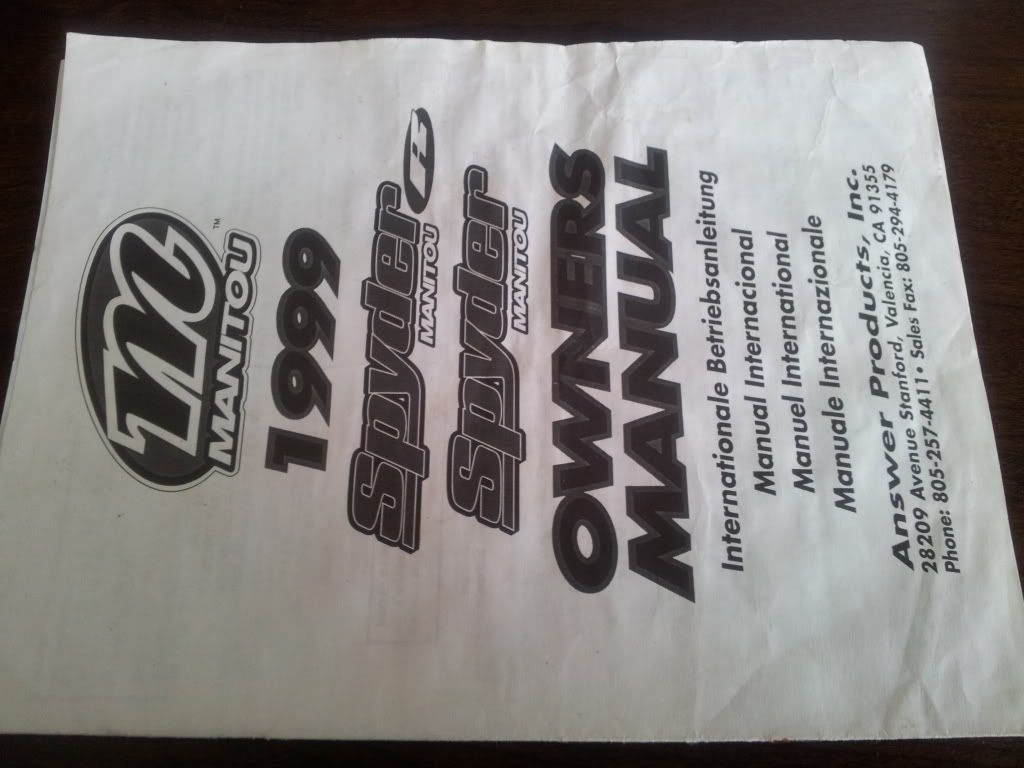 m
™
MANITOU
1999
Spyder
MANITOU
Spyder
MANITOU
OWNERS
MANUAL
Internationale Betriebsanleitung
Manual Internacional
Manuel International
Manuale Internazionale
Answer Products, Inc.
28209 Avenue Stanford, Valencia, CA 91355
Phone: 805-257-4411• Sales Fax: 805-294-4179